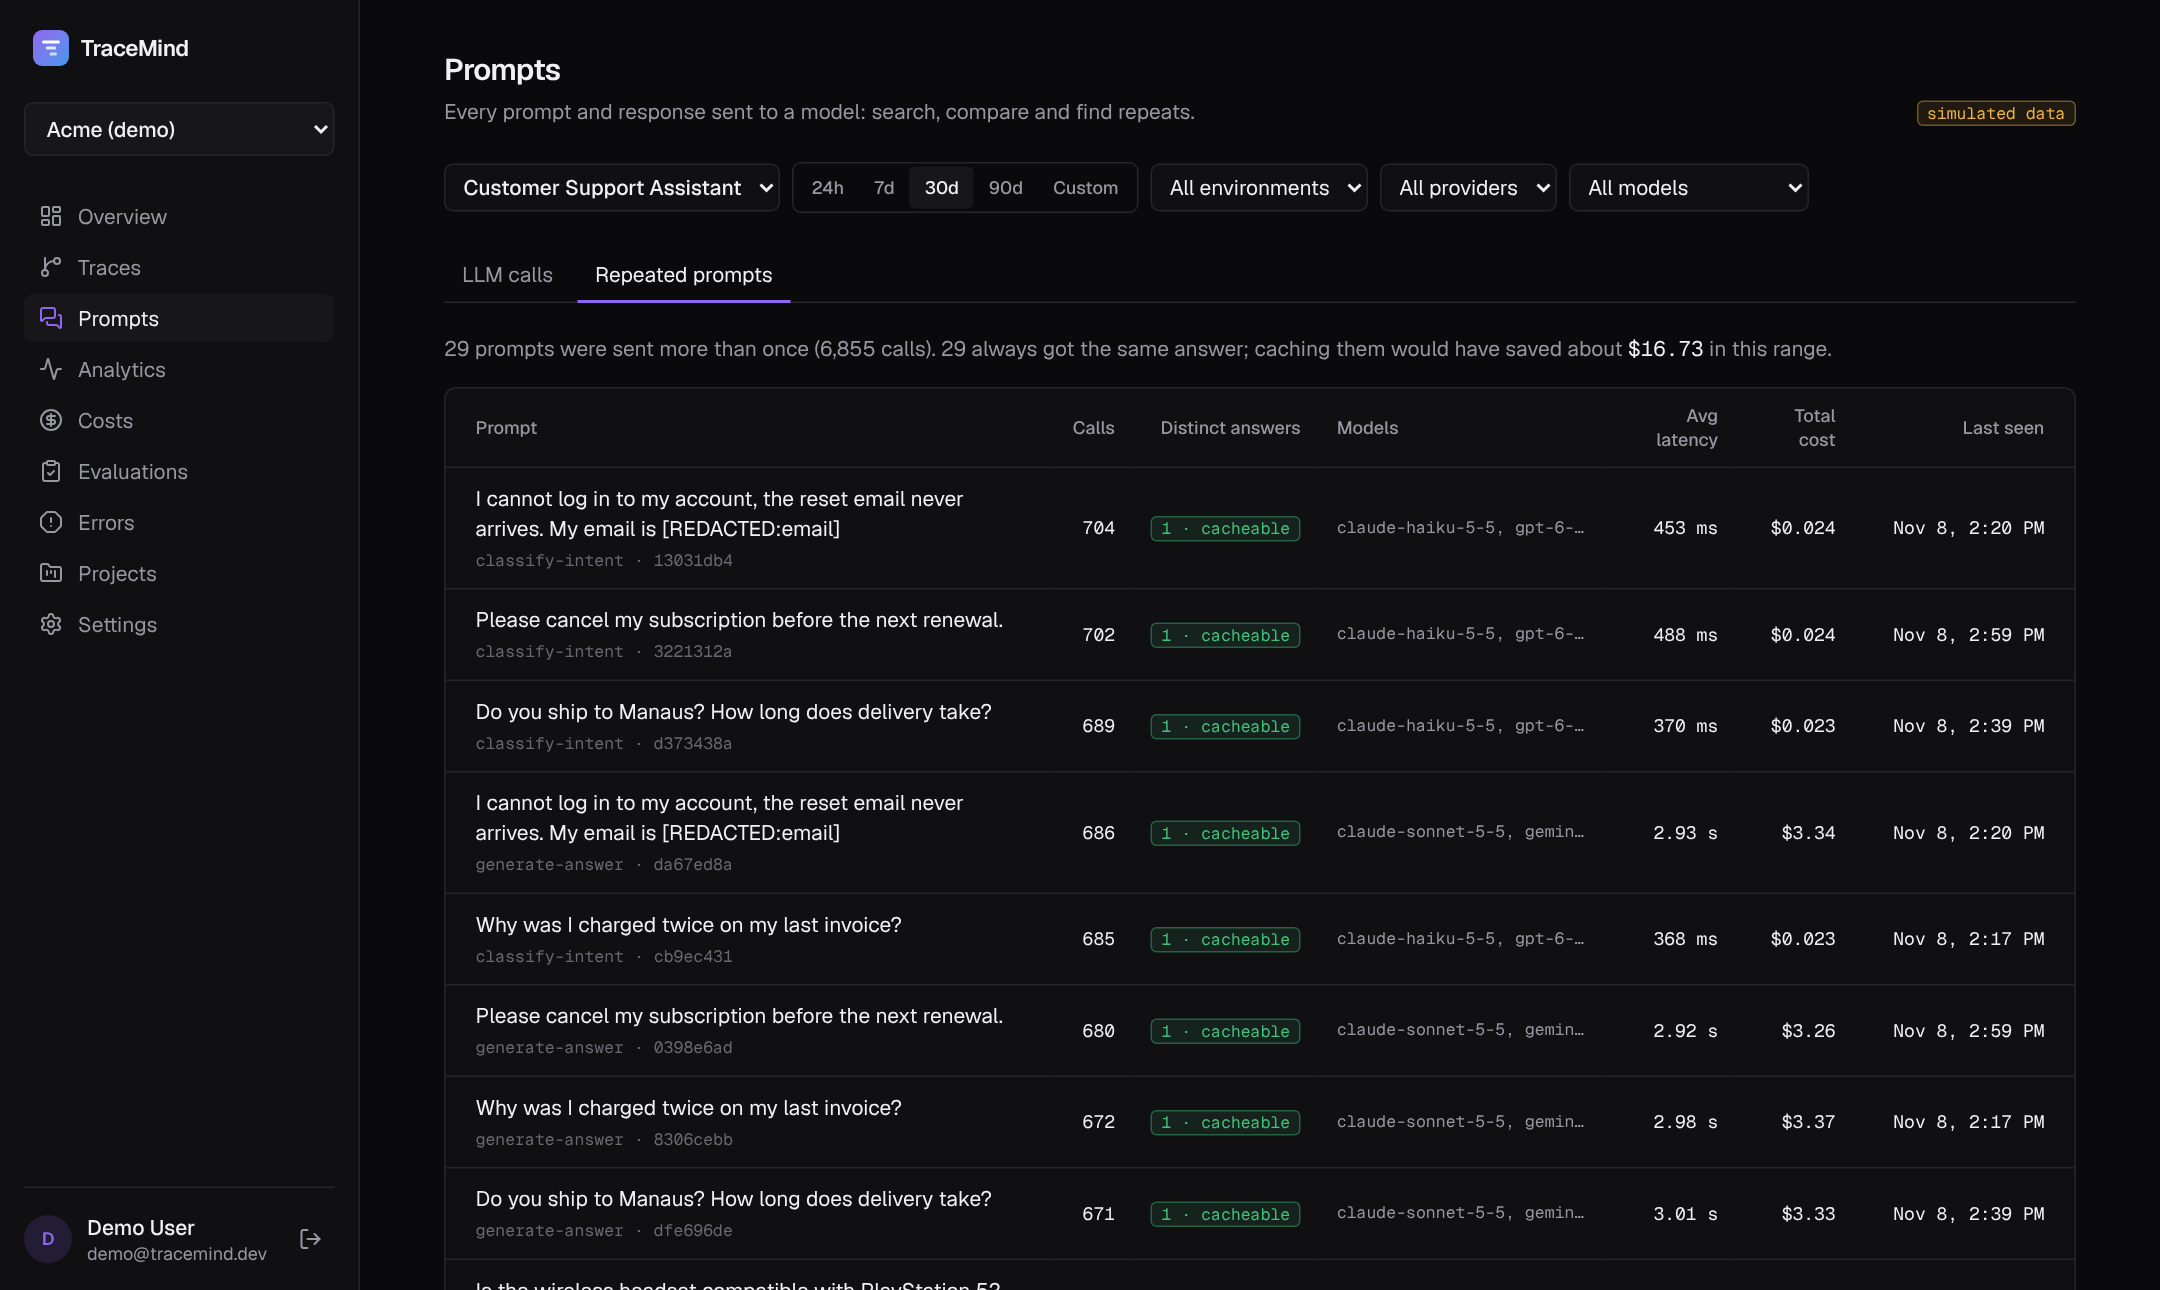 TraceMind
Acme (demo)
Overview
Traces
Prompts
Analytics
Costs
Evaluations
Errors
Projects
Settings
D
Demo User
demo@tracemind.dev
Prompts
Every prompt and response sent to a model: search, compare and find repeats.
simulated data
Customer Support Assistant
24h 7d 30d 90d Custom
All environments
All providers
All models
LLM calls Repeated prompts
29 prompts were sent more than once (6,855 calls). 29 always got the same answer; caching them would have saved about $16.73 in this range.
Prompt Calls Distinct answers Models Avg latency Total cost Last seen
I cannot log in to my account, the reset email never
arrives. My email is [REDACTED:email]
classify-intent · 13031db4
704 1 · cacheable claude-haiku-5-5, gpt-6-… 453 ms $0.024 Nov 8, 2:20 PM
Please cancel my subscription before the next renewal.
classify-intent · 3221312a
702 1 · cacheable claude-haiku-5-5, gpt-6-… 488 ms $0.024 Nov 8, 2:59 PM
Do you ship to Manaus? How long does delivery take?
classify-intent · d373438a
689 1 · cacheable claude-haiku-5-5, gpt-6-… 370 ms $0.023 Nov 8, 2:39 PM
I cannot log in to my account, the reset email never
arrives. My email is [REDACTED:email]
generate-answer · da67ed8a
686 1 · cacheable claude-sonnet-5-5, gemin… 2.93 s $3.34 Nov 8, 2:20 PM
Why was I charged twice on my last invoice?
classify-intent · cb9ec431
685 1 · cacheable claude-haiku-5-5, gpt-6-… 368 ms $0.023 Nov 8, 2:17 PM
Please cancel my subscription before the next renewal.
generate-answer · 0398e6ad
680 1 · cacheable claude-sonnet-5-5, gemin… 2.92 s $3.26 Nov 8, 2:59 PM
Why was I charged twice on my last invoice?
generate-answer · 8306cebb
672 1 · cacheable claude-sonnet-5-5, gemin… 2.98 s $3.37 Nov 8, 2:17 PM
Do you ship to Manaus? How long does delivery take?
generate-answer · dfe696de
671 1 · cacheable claude-sonnet-5-5, gemin… 3.01 s $3.33 Nov 8, 2:39 PM
Is the wireless headset compatible with PlayStation 5?